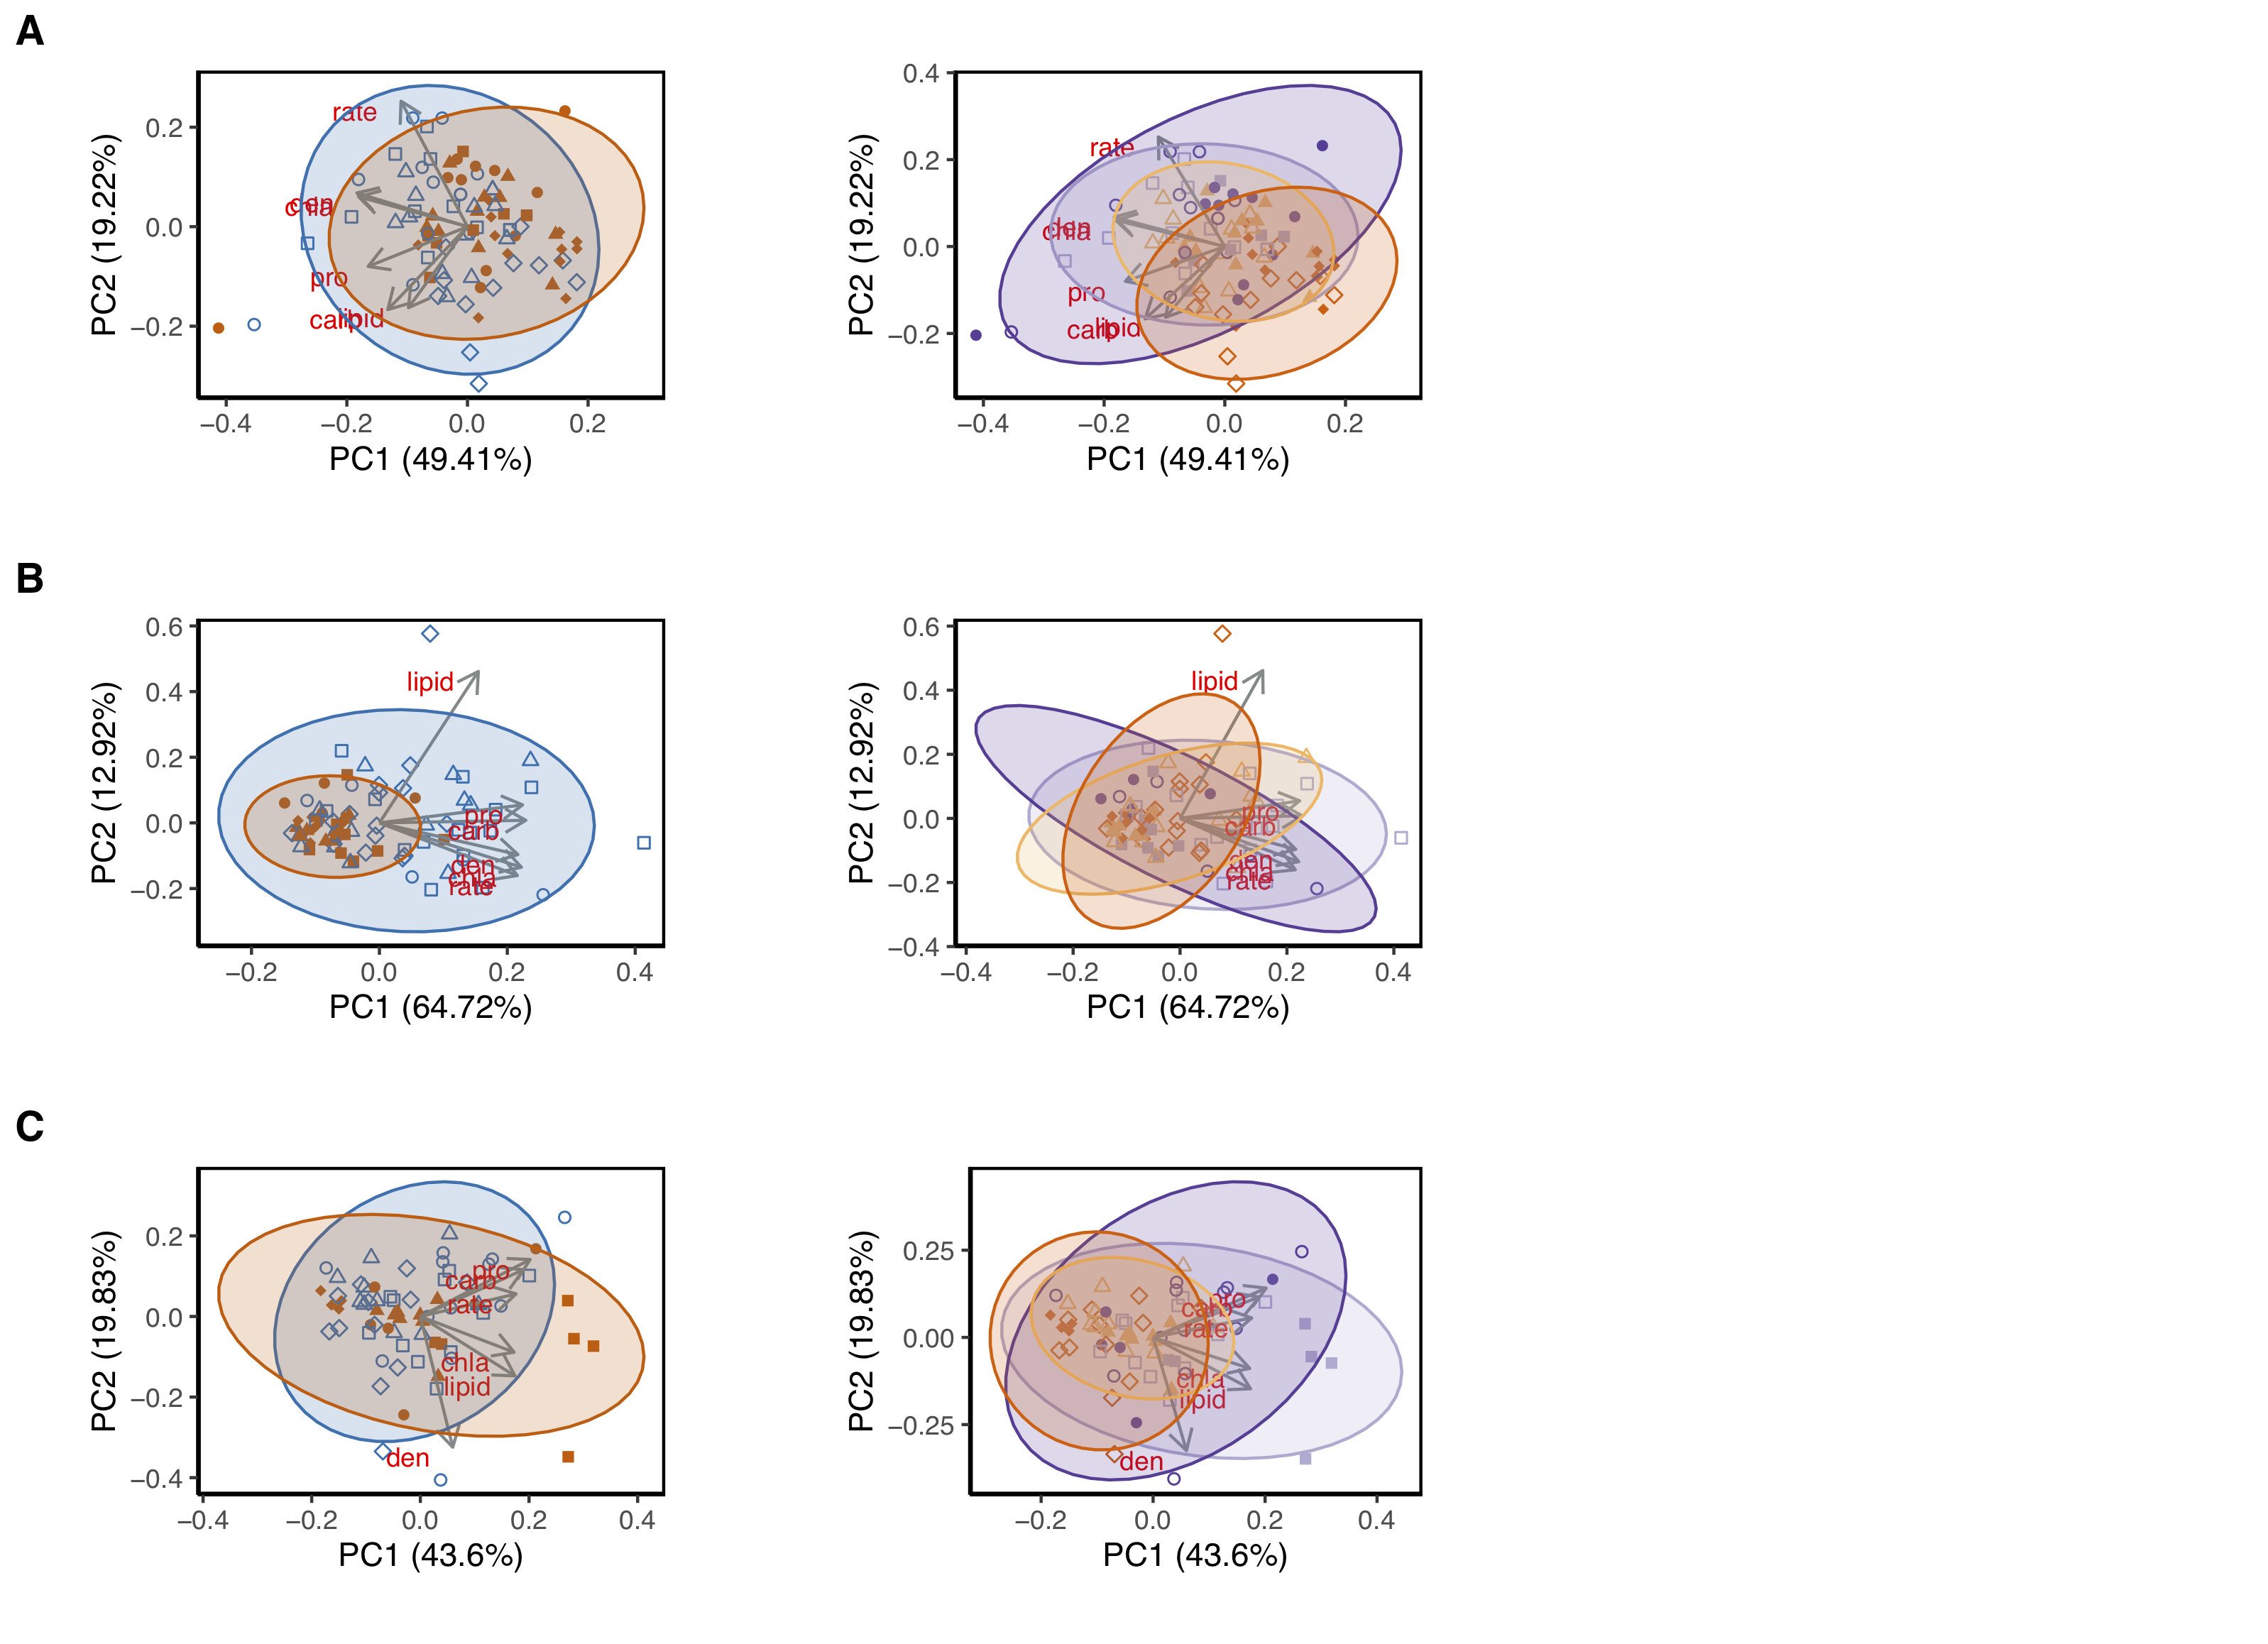 A
PC2 (19.22%)
0.2
0.0
−0.2
rate
den
chla
pro
carb
lipid
−0.4 −0.2 0.0 0.2
PC1 (49.41%)
PC2 (19.22%)
0.4
0.2
0.0
−0.2
rate
den
chla
pro
carb
lipid
−0.4 −0.2 0.0 0.2
PC1 (49.41%)
B
PC2 (12.92%)
0.6
0.4
0.2
0.0
−0.2
lipid
pro
carb
den
chla
rate
−0.2 0.0 0.2 0.4
PC1 (64.72%)
PC2 (12.92%)
0.6
0.4
0.2
0.0
−0.2
−0.4
lipid
pro
carb
den
chla
rate
−0.4 −0.2 0.0 0.2 0.4
PC1 (64.72%)
C
PC2 (19.83%)
0.2
0.0
−0.2
−0.4
pro
carb
rate
chla
lipid
den
−0.4 −0.2 0.0 0.2 0.4
PC1 (43.6%)
PC2 (19.83%)
0.25
0.00
−0.25
pro
carb
rate
chla
lipid
den
−0.2 0.0 0.2 0.4
PC1 (43.6%)